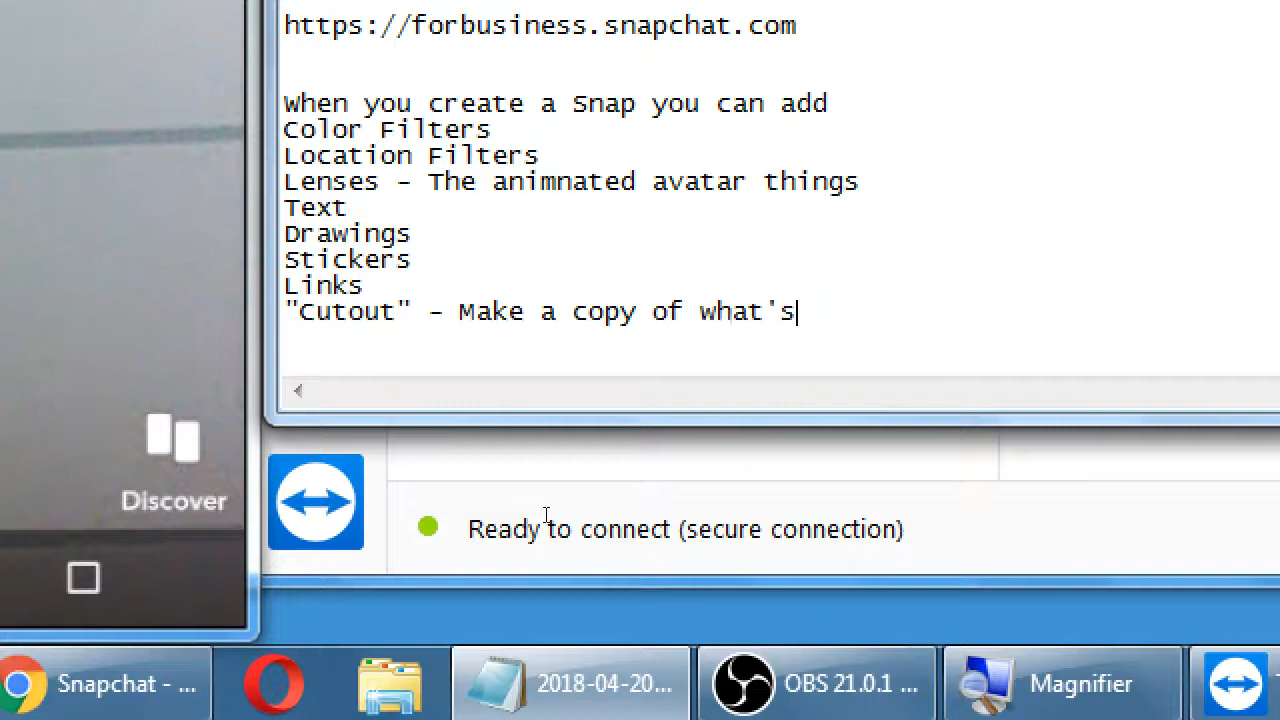 https://forbusiness.snapchat.com
When you create a Snap you can add
Color Filters
Location Filters
Lenses - The animnated avatar things
Text
Drawings
Stickers
Links
"Cutout" - Make a copy of what's
Discover
Ready to connect (secure connection)
Snapchat - ...
2018-04-20...
OBS 21.0.1 ...
Magnifier